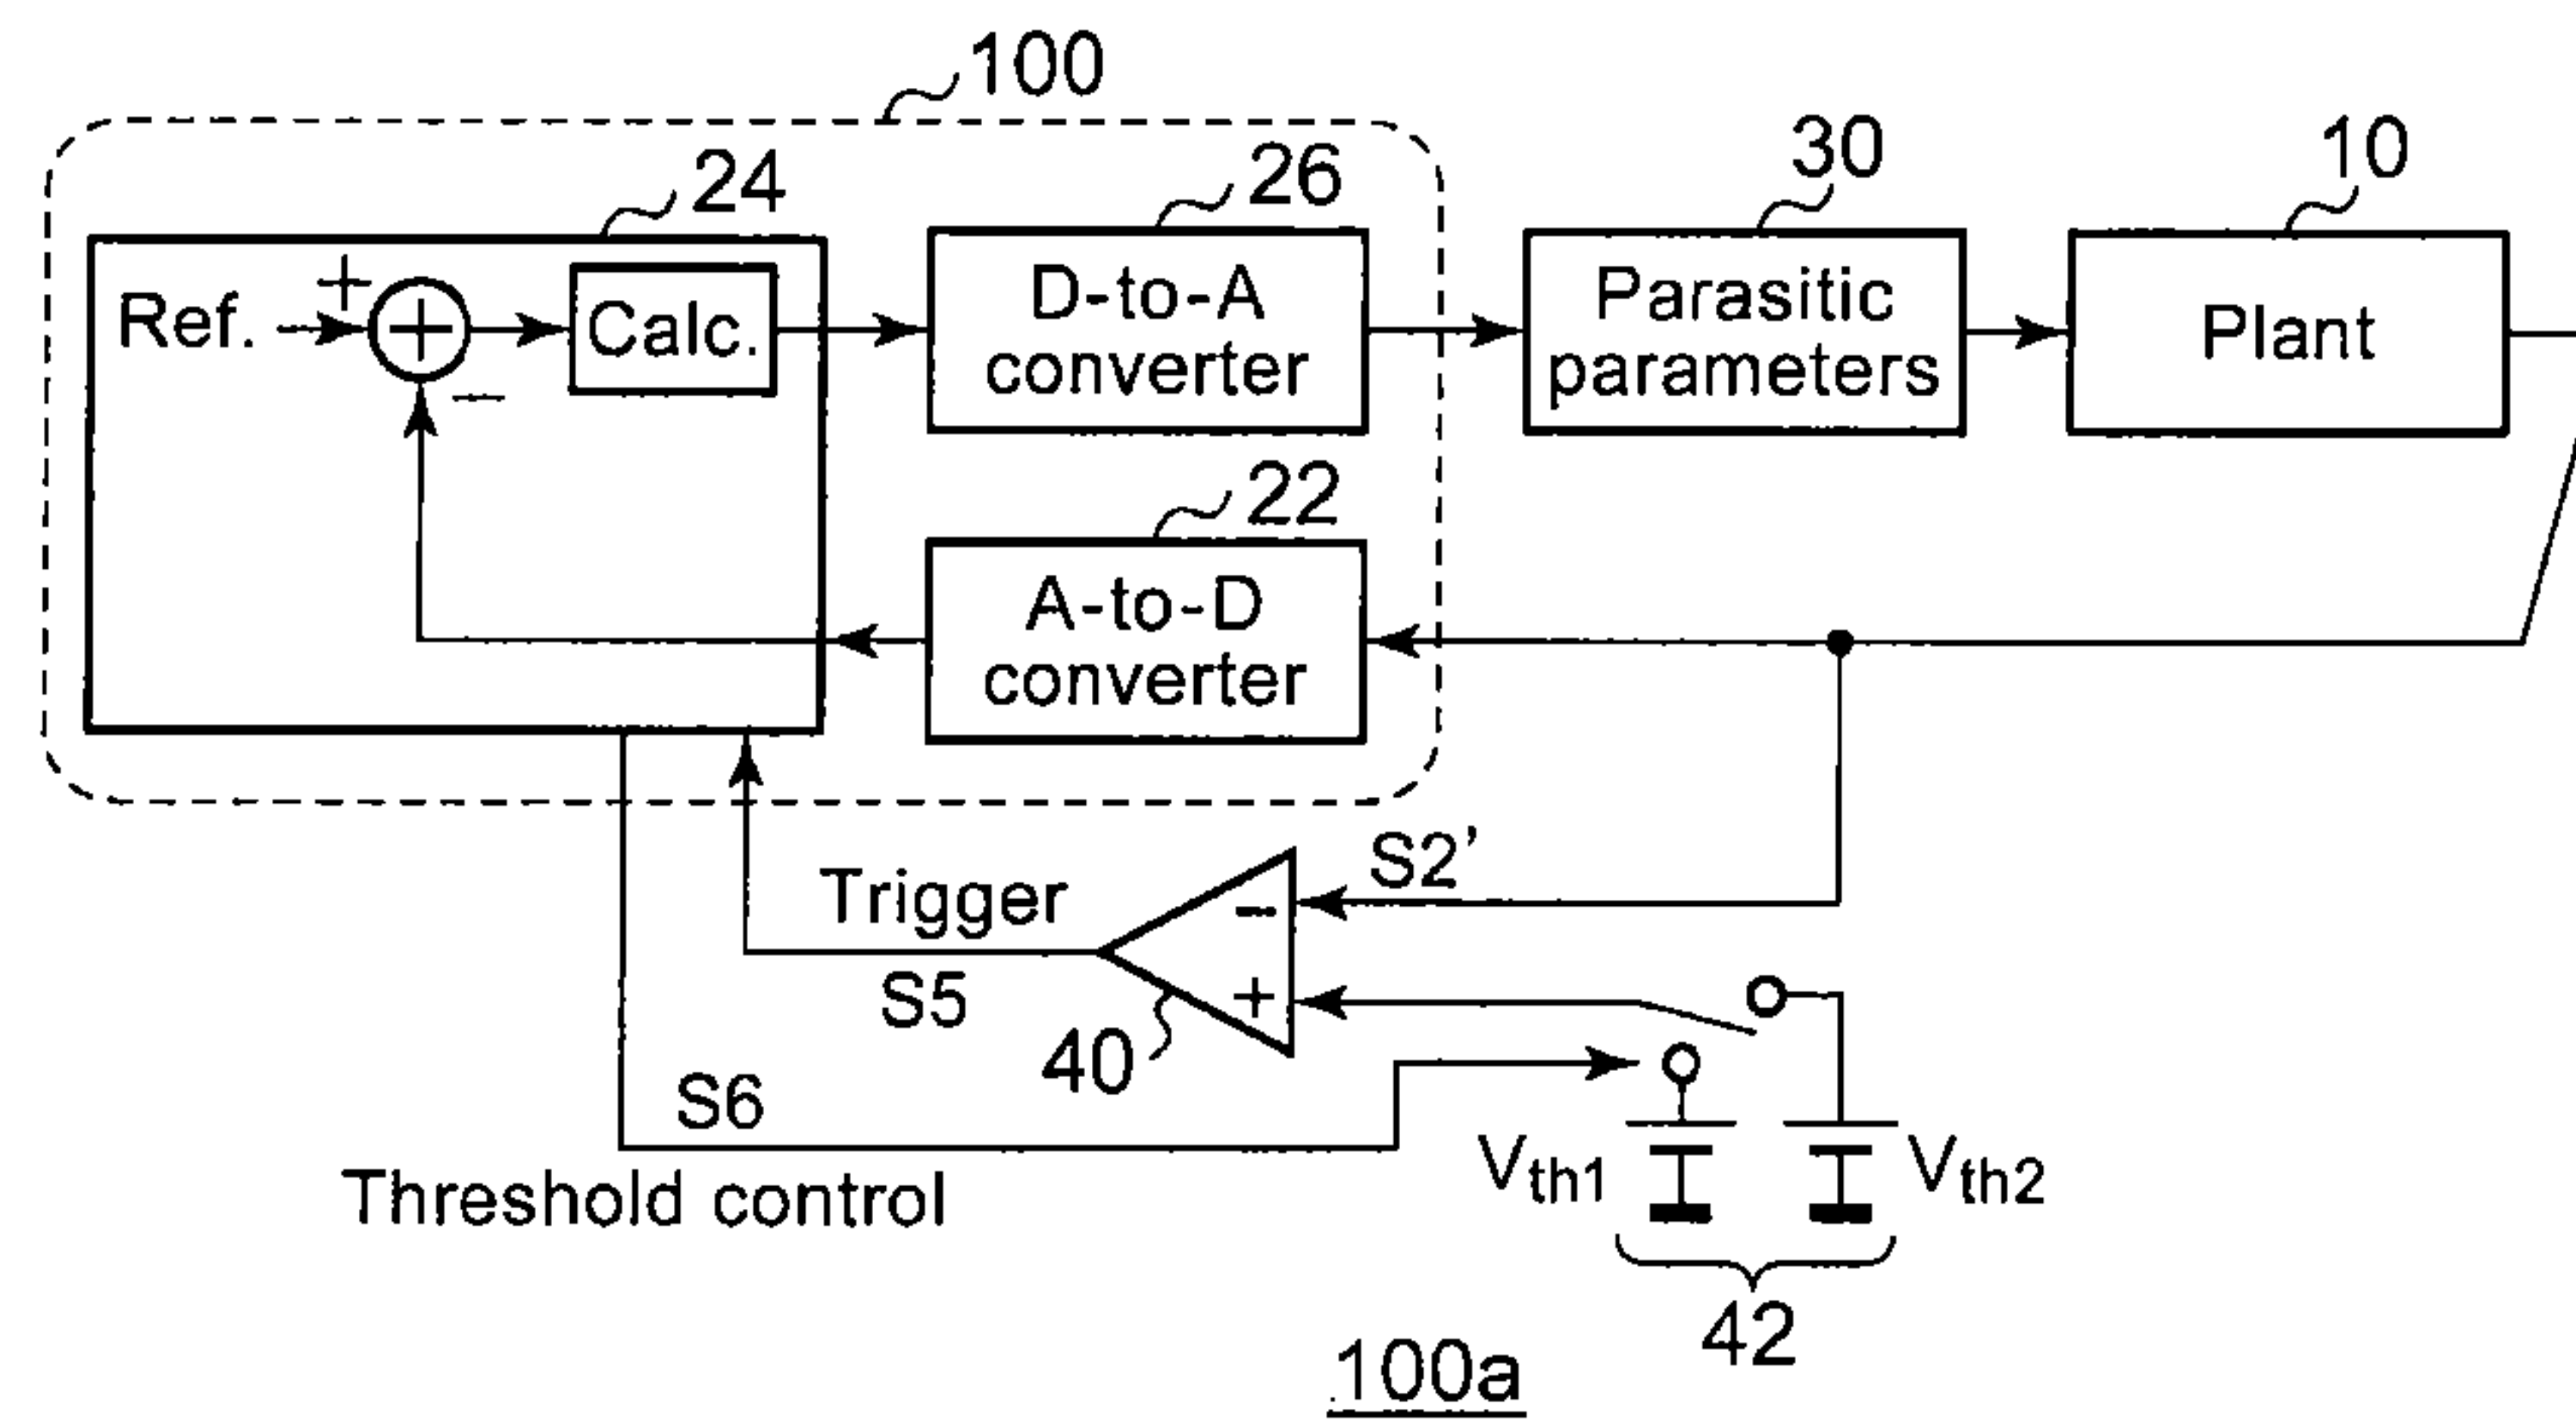 100
24
26
30
10
Ref.
+
+
−
Calc.
D-to-A
converter
Parasitic
parameters
Plant
22
A-to-D
converter
Trigger
S5
40
−
+
S2’
S6
Threshold control
Vth1
Vth2
42
100a